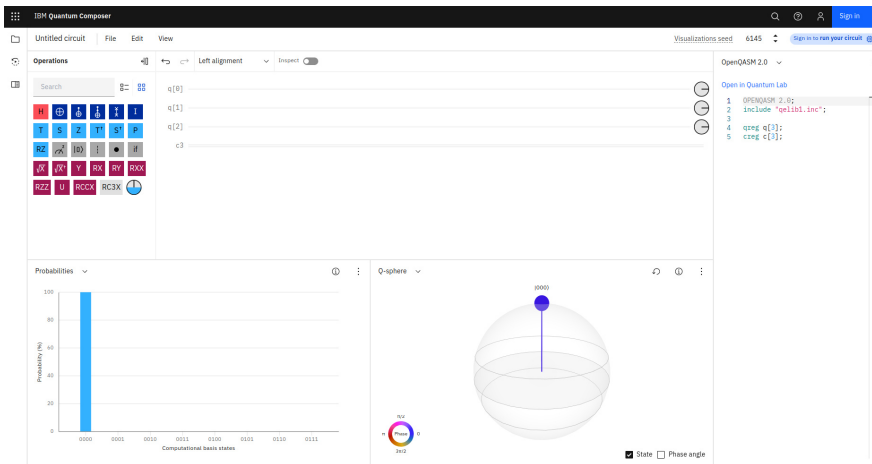 IBM Quantum Composer
Sign in
Untitled circuit
File
Edit
View
Visualizations seed
6145
Sign in to run your circuit
Operations
Left alignment
Inspect
OpenQASM 2.0
Search
Open in Quantum Lab
H
I
T S Z T† S† P
RZ |0⟩ if
√X √X† Y RX RY RXX
RZZ U RCCX RC3X
q[0]
q[1]
q[2]
c3
1 OPENQASM 2.0;
2 include "qelib1.inc";
3
4 qreg q[3];
5 creg c[3];
Probabilities
Probability (%)
100
80
60
40
20
0
0000 0001 0010 0011 0100 0101 0110 0111
Computational basis states
Q-sphere
|000⟩
π/2
π
Phase
0
3π/2
State
Phase angle